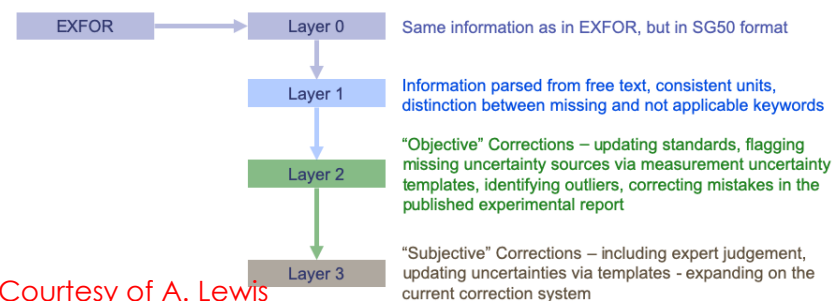 EXFOR
Layer 0
Same information as in EXFOR, but in SG50 format
Layer 1
Information parsed from free text, consistent units,
distinction between missing and not applicable keywords
Layer 2
“Objective” Corrections – updating standards, flagging
missing uncertainty sources via measurement uncertainty
templates, identifying outliers, correcting mistakes in the
published experimental report
Layer 3
“Subjective” Corrections – including expert judgement,
updating uncertainties via templates - expanding on the
current correction system
Courtesy of A. Lewis